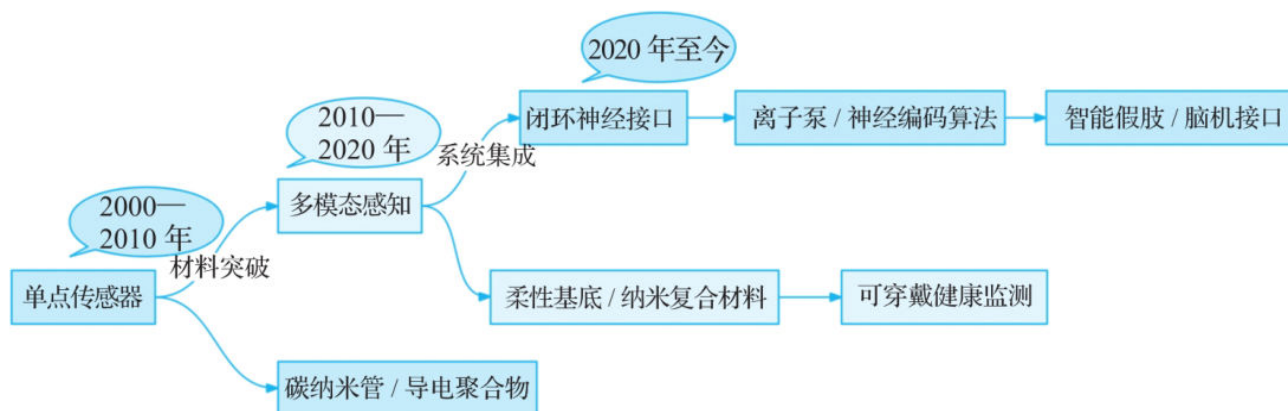 2020 年至今
闭环神经接口
离子泵 / 神经编码算法
智能假肢 / 脑机接口
2010—
2020 年
系统集成
多模态感知
2000—
2010 年
材料突破
单点传感器
柔性基底 / 纳米复合材料
可穿戴健康监测
碳纳米管 / 导电聚合物